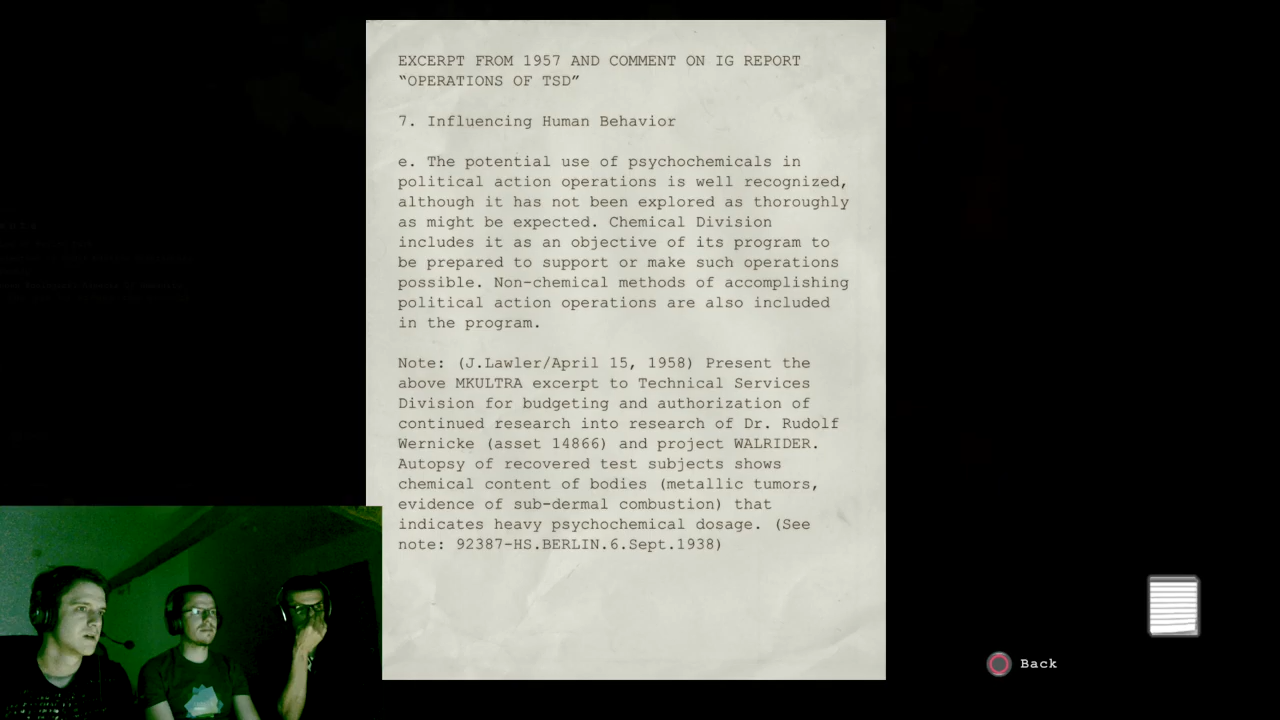 EXCERPT FROM 1957 AND COMMENT ON IG REPORT
“OPERATIONS OF TSD”
7. Influencing Human Behavior
e. The potential use of psychochemicals in
political action operations is well recognized,
although it has not been explored as thoroughly
as might be expected. Chemical Division
includes it as an objective of its program to
be prepared to support or make such operations
possible. Non-chemical methods of accomplishing
political action operations are also included
in the program.
Note: (J.Lawler/April 15, 1958) Present the
above MKULTRA excerpt to Technical Services
Division for budgeting and authorization of
continued research into research of Dr. Rudolf
Wernicke (asset 14866) and project WALRIDER.
Autopsy of recovered test subjects shows
chemical content of bodies (metallic tumors,
evidence of sub-dermal combustion) that
indicates heavy psychochemical dosage. (See
note: 92387-HS.BERLIN.6.Sept.1938)
Back